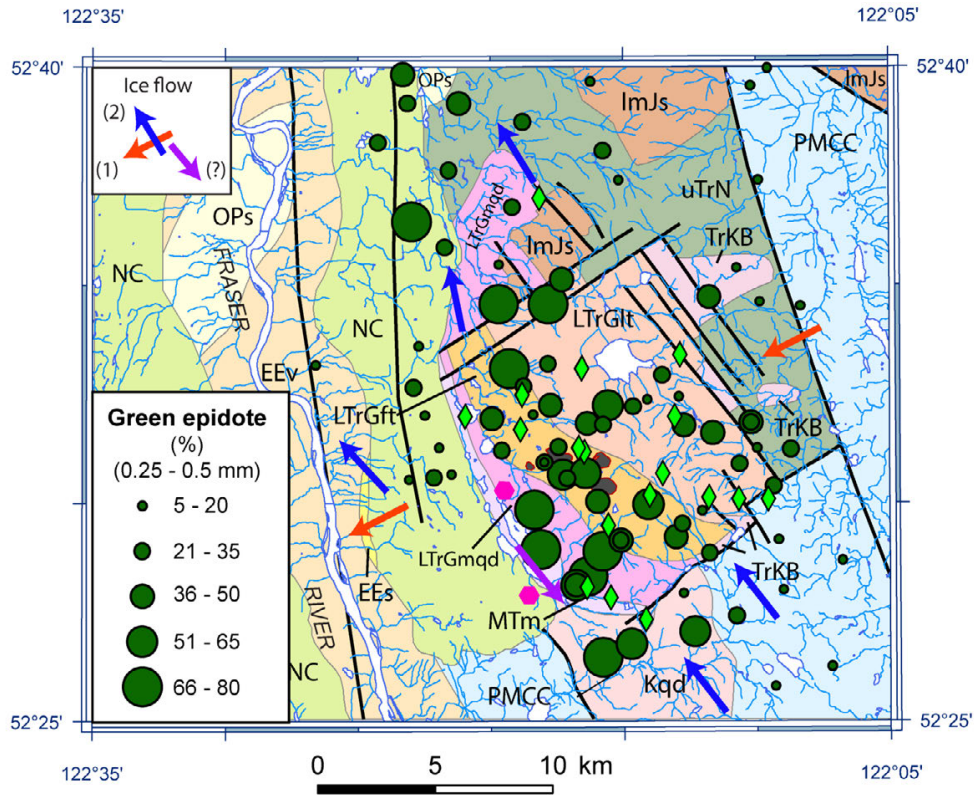 122°35'
122°05'
52°40'
52°40'
Ice flow
(2)
(1)
(?)
OPs
lmJs
lmJs
PMCC
OPs
LTrGmqd
uTrN
TrKB
NC
FRASER
lmJs
NC
LTrGlt
EEv
LTrGft
TrKB
Green epidote
(%)
(0.25 - 0.5 mm)
5 - 20
21 - 35
36 - 50
51 - 65
66 - 80
LTrGmqd
EEs
TrKB
RIVER
MTm
NC
PMCC
Kqd
52°25'
52°25'
122°35'
122°05'
0 5 10 km